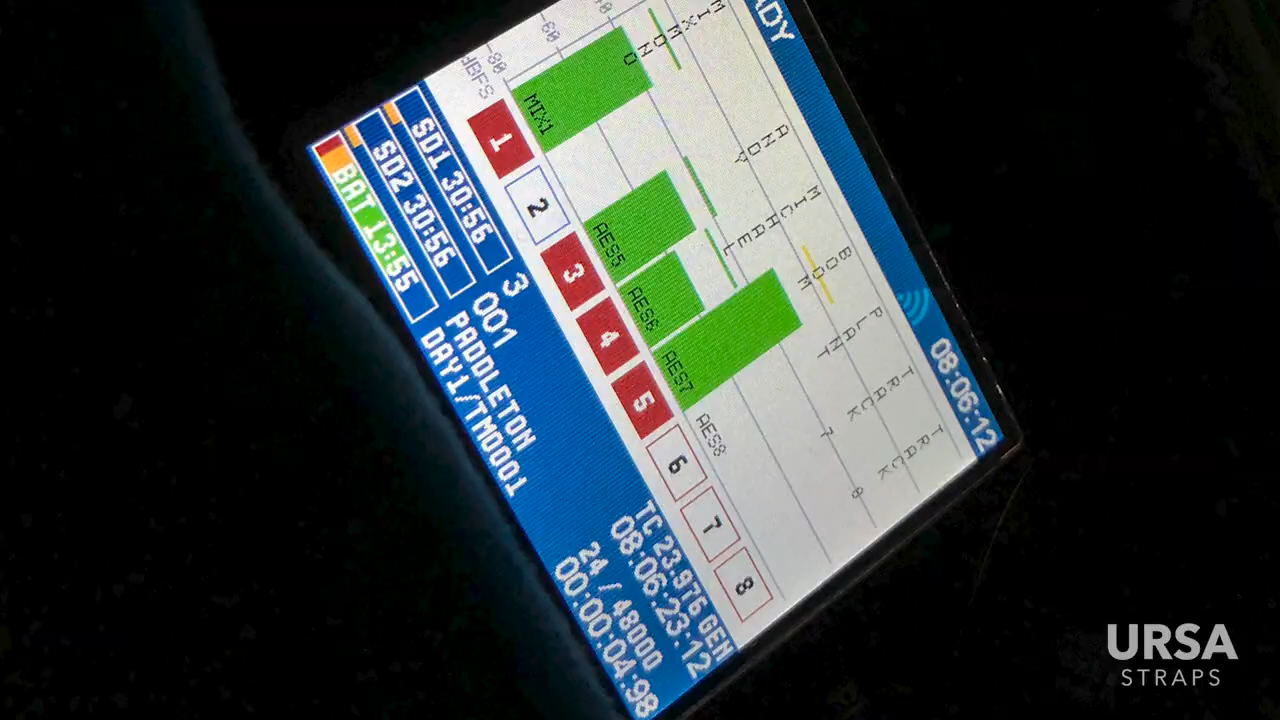 SD1 30:56
SD2 30:56
BAT 13:55
3
001
PADDLETON
DAY1/TM0001
TC 23.976 GEN
08:06:23:12
24 / 48000
00:00:04.98
1
2
3
4
5
6
7
8
dBFS
-80
-60
MIX1
AES5
AES6
AES7
AES8
MIXMONO
ANDY
MICHAEL
BOOM
PLANT
TRACK 7
TRACK 8
08:06:12
URSA
STRAPS